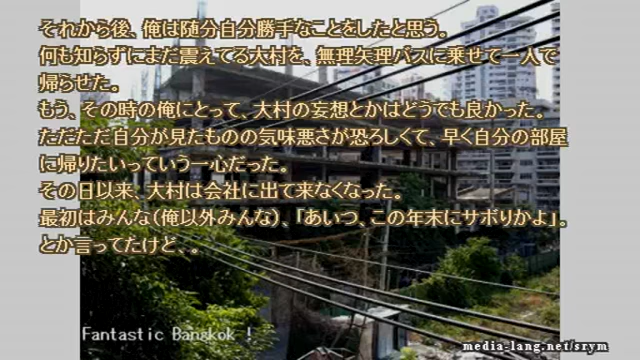 それから後、俺は随分自分勝手なことをしたと思う。
何も知らずにまだ震えてる大村を、無理矢理バスに乗せて一人で
帰らせた。
もう、その時の俺にとって、大村の妄想とかはどうでも良かった。
ただただ自分が見たものの気味悪さが恐ろしくて、早く自分の部屋
に帰りたいっていう一心だった。
その日以来、大村は会社に出て来なくなった。
最初はみんな(俺以外みんな)、「あいつ、この年末にサボりかよ」。
とか言ってたけど、。
Fantastic Bangkok !
media-lang.net/srym